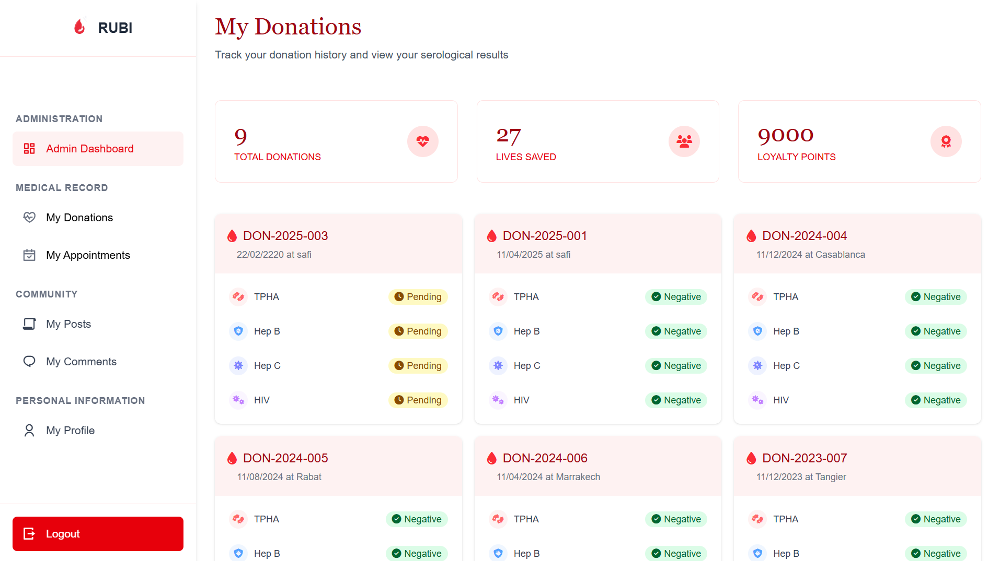 RUBI
ADMINISTRATION
Admin Dashboard
MEDICAL RECORD
My Donations
My Appointments
COMMUNITY
My Posts
My Comments
PERSONAL INFORMATION
My Profile
Logout
My Donations
Track your donation history and view your serological results
9
TOTAL DONATIONS
27
LIVES SAVED
9000
LOYALTY POINTS
DON-2025-003
22/02/2220 at safi
TPHA Pending
Hep B Pending
Hep C Pending
HIV Pending
DON-2025-001
11/04/2025 at safi
TPHA Negative
Hep B Negative
Hep C Negative
HIV Negative
DON-2024-004
11/12/2024 at Casablanca
TPHA Negative
Hep B Negative
Hep C Negative
HIV Negative
DON-2024-005
11/08/2024 at Rabat
TPHA Negative
Hep B Negative
DON-2024-006
11/04/2024 at Marrakech
TPHA Negative
Hep B Negative
DON-2023-007
11/12/2023 at Tangier
TPHA Negative
Hep B Negative